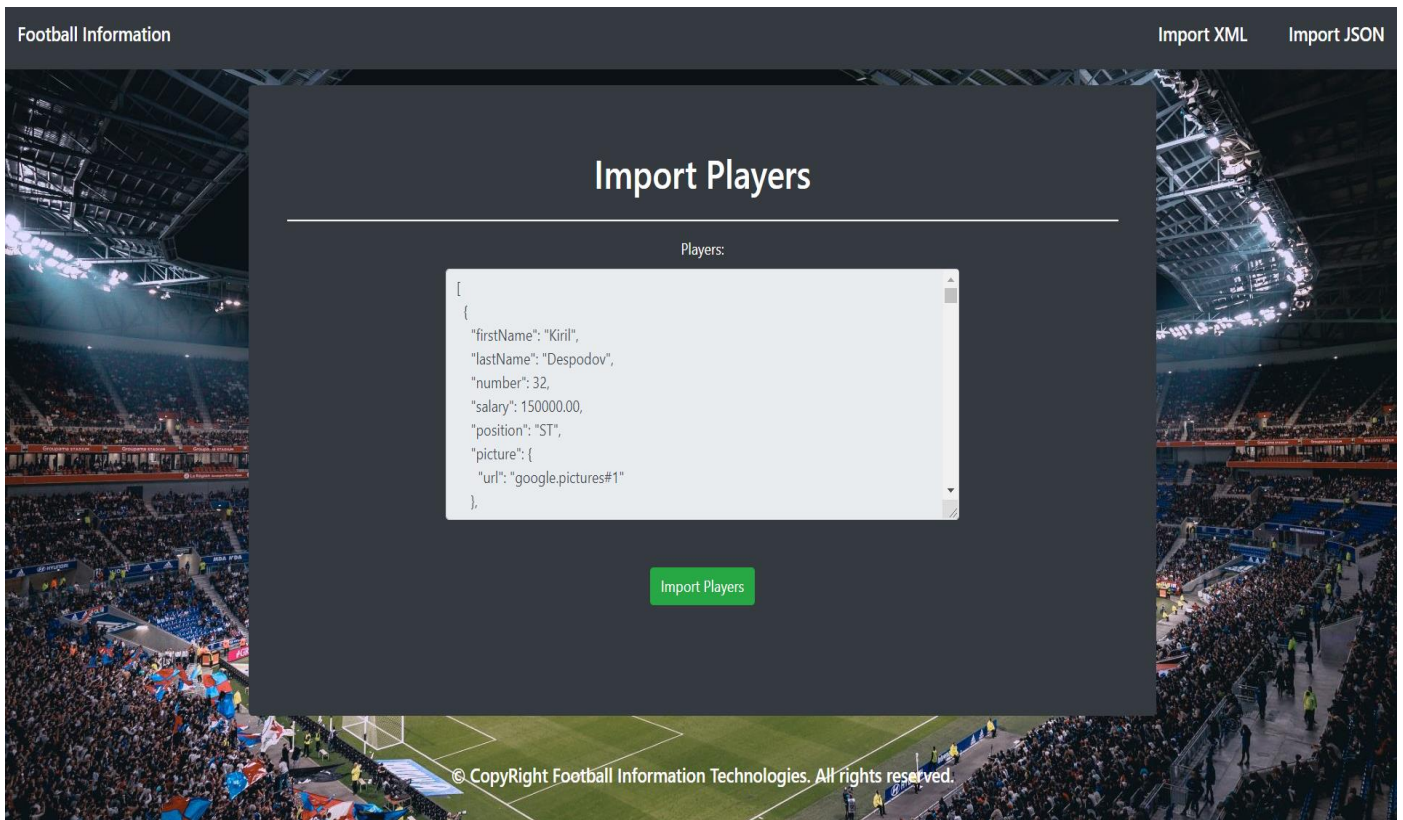 Football Information
Import XML
Import JSON
Import Players
Players:
[
{
"firstName": "Kiril",
"lastName": "Despodov",
"number": 32,
"salary": 150000.00,
"position": "ST",
"picture": {
"url": "google.pictures#1"
},
Import Players
© CopyRight Football Information Technologies. All rights reserved.